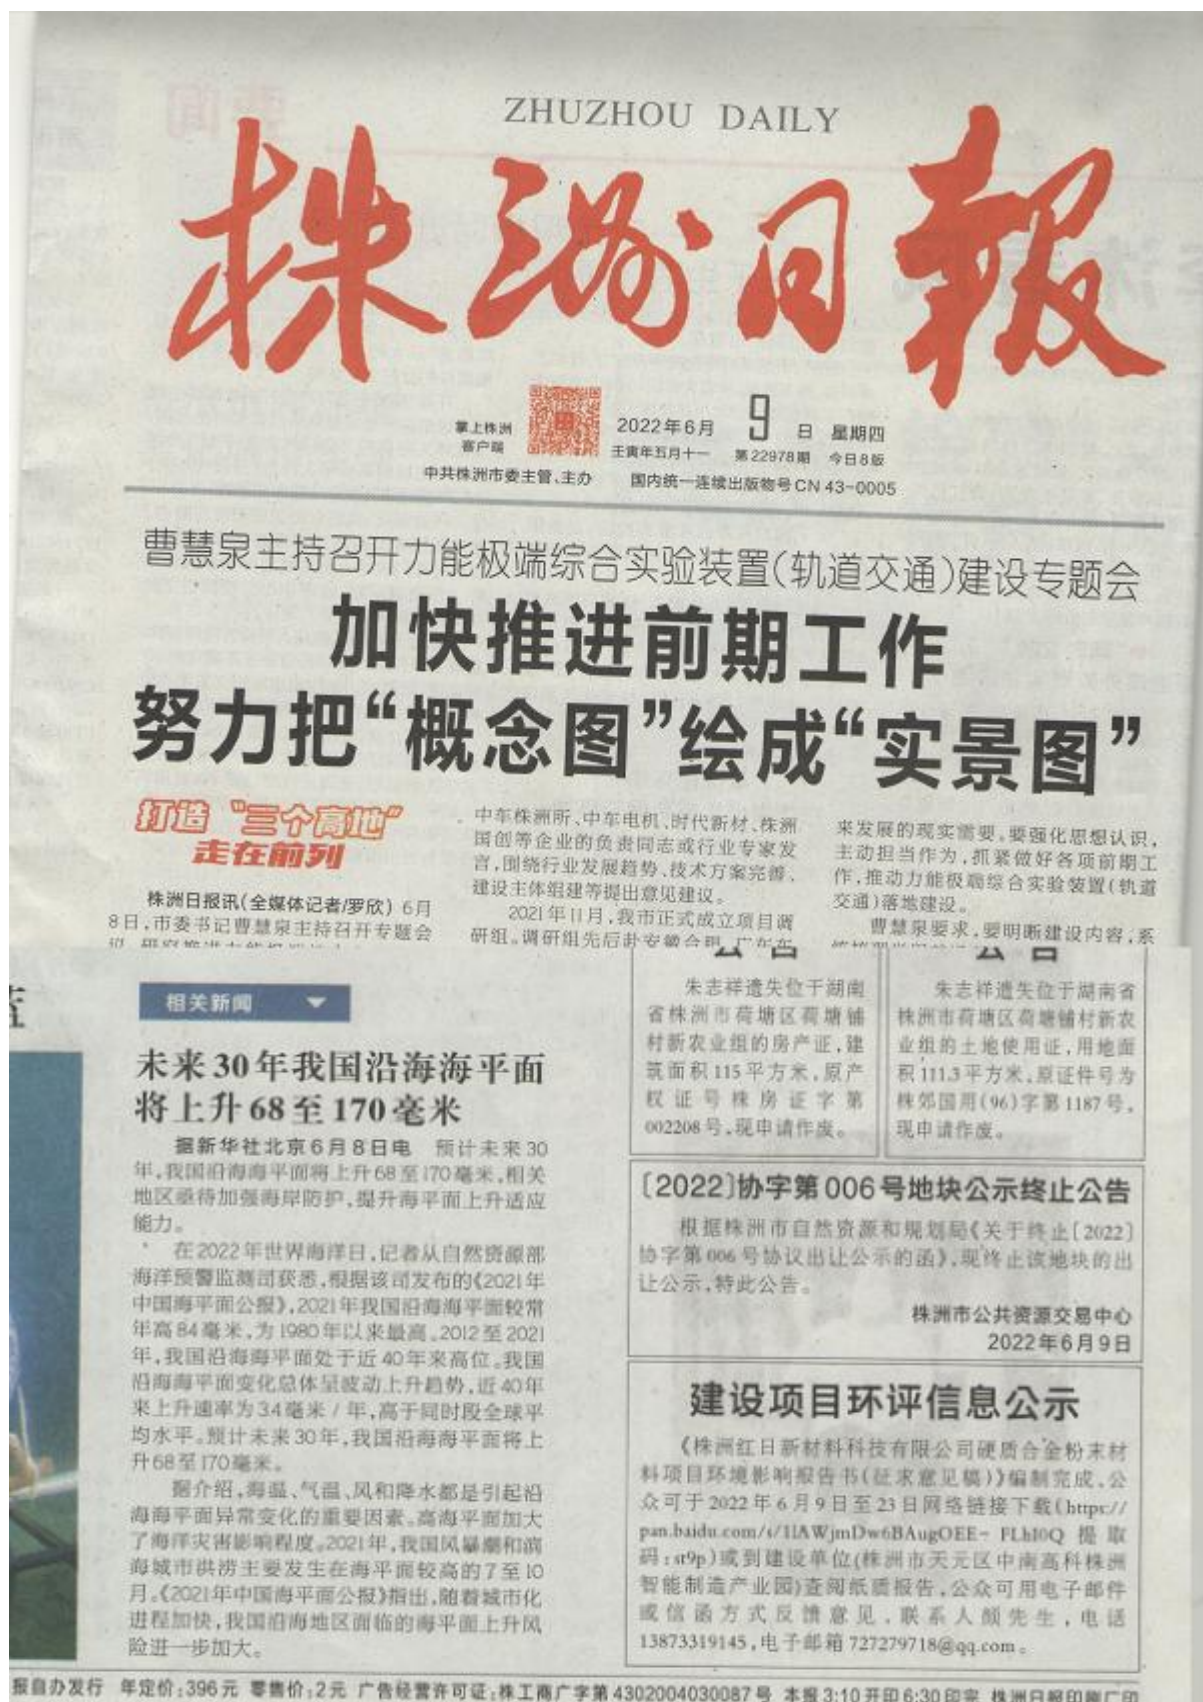 ZHUZHOU DAILY
株洲日報
掌上株洲
客户端
2022年6月9日 星期四
壬寅年五月十一 第22978期 今日8版
中共株洲市委主管、主办 国内统一连续出版物号CN 43-0005
曹慧泉主持召开力能极端综合实验装置(轨道交通)建设专题会
加快推进前期工作
努力把“概念图”绘成“实景图”
打造“三个高地”
走在前列
株洲日报讯(全媒体记者/罗欣) 6月
8日,市委书记曹慧泉主持召开专题会
中车株洲所、中车电机、时代新材、株洲
国创等企业的负责同志或行业专家发
言,围绕行业发展趋势、技术方案完善、
建设主体组建等提出意见建议。
2021年11月,我市正式成立项目调
研组。调研组先后赴安徽合肥、广东东
来发展的现实需要,要强化思想认识,
主动担当作为,抓紧做好各项前期工
作,推动力能极端综合实验装置(轨道
交通)落地建设。
曹慧泉要求,要明晰建设内容,系
相关新闻
未来30年我国沿海海平面
将上升68至170毫米
据新华社北京6月8日电 预计未来30
年,我国沿海海平面将上升68至170毫米,相关
地区亟待加强海岸防护,提升海平面上升适应
能力。
在2022年世界海洋日,记者从自然资源部
海洋预警监测司获悉,根据该司发布的《2021年
中国海平面公报》,2021年我国沿海海平面较常
年高84毫米,为1980年以来最高。2012至2021
年,我国沿海海平面处于近40年来高位。我国
沿海海平面变化总体呈波动上升趋势,近40年
来上升速率为3.4毫米/年,高于同时段全球平
均水平。预计未来30年,我国沿海海平面将上
升68至170毫米。
据介绍,海温、气温、风和降水都是引起沿
海海平面异常变化的重要因素。高海平面加大
了海洋灾害影响程度。2021年,我国风暴潮和滨
海城市洪涝主要发生在海平面较高的7至10
月。《2021年中国海平面公报》指出,随着城市化
进程加快,我国沿海地区面临的海平面上升风
险进一步加大。
公告
朱志祥遗失位于湖南
省株洲市荷塘区荷塘铺
村新农业组的房产证,建
筑面积115平方米,原产
权证号株房证字第
002208号,现申请作废。
公告
朱志祥遗失位于湖南省
株洲市荷塘区荷塘铺村新农
业组的土地使用证,用地面
积111.3平方米,原证件号为
株郊国用(96)字第1187号,
现申请作废。
〔2022〕协字第006号地块公示终止公告
根据株洲市自然资源和规划局《关于终止〔2022〕
协字第006号协议出让公示的函》,现终止该地块的出
让公示,特此公告。
株洲市公共资源交易中心
2022年6月9日
建设项目环评信息公示
《株洲红日新材料科技有限公司硬质合金粉末材
料项目环境影响报告书(征求意见稿)》编制完成,公
众可于2022年6月9日至23日网络链接下载(https://
pan.baidu.com/s/1lAWjmDw6BAugOEE-FLhI0Q 提取
码:sr9p)或到建设单位(株洲市天元区中南高科株洲
智能制造产业园)查阅纸质报告,公众可用电子邮件
或信函方式反馈意见,联系人颜先生,电话
13873319145,电子邮箱727279718@qq.com。
报自办发行 年定价:396元 零售价:2元 广告经营许可证:株工商广字第4302004030087号 本报3:10开印6:30印完 株洲日报印刷厂印